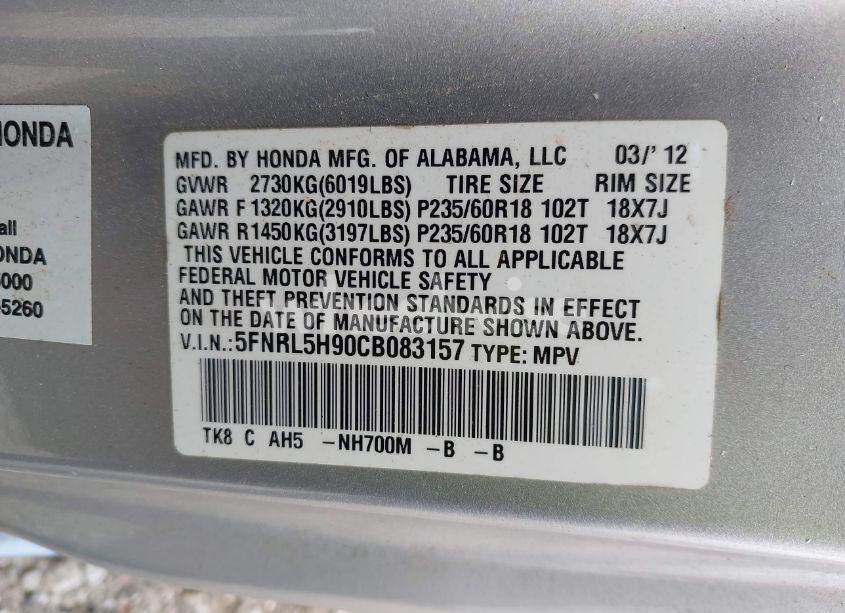 HONDA
all
ONDA
5000
-5260
MFD. BY HONDA MFG. OF ALABAMA, LLC 03/' 12
GVWR 2730KG(6019LBS) TIRE SIZE RIM SIZE
GAWR F 1320KG(2910LBS) P235/60R18 102T 18X7J
GAWR R1450KG(3197LBS) P235/60R18 102T 18X7J
THIS VEHICLE CONFORMS TO ALL APPLICABLE
FEDERAL MOTOR VEHICLE SAFETY
AND THEFT PREVENTION STANDARDS IN EFFECT
ON THE DATE OF MANUFACTURE SHOWN ABOVE.
V.I.N.:5FNRL5H90CB083157 TYPE: MPV
TK8 C AH5 -NH700M -B -B